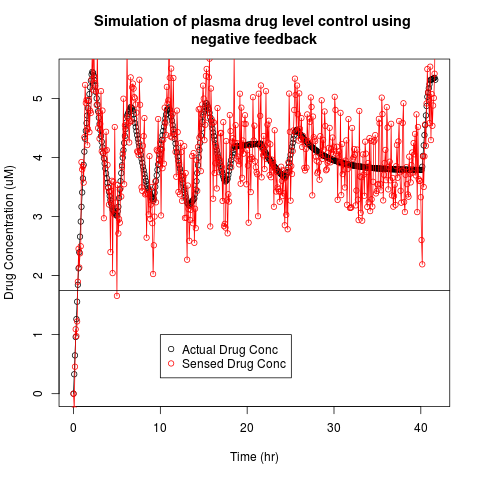 Simulation of plasma drug level control using
negative feedback
Drug Concentration (uM)
5
4
3
2
1
0
Actual Drug Conc
Sensed Drug Conc
0 10 20 30 40
Time (hr)